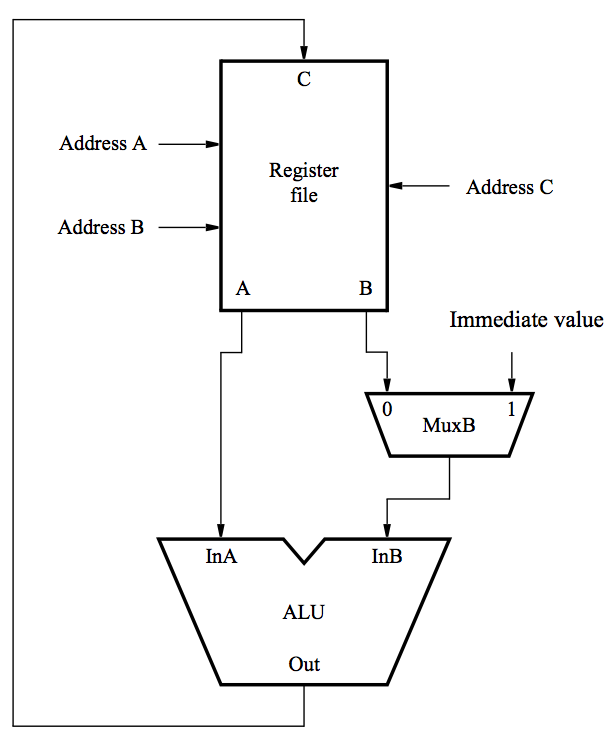 C
Address A
Register
file
Address C
Address B
A
B
Immediate value
0
1
MuxB
InA
InB
ALU
Out